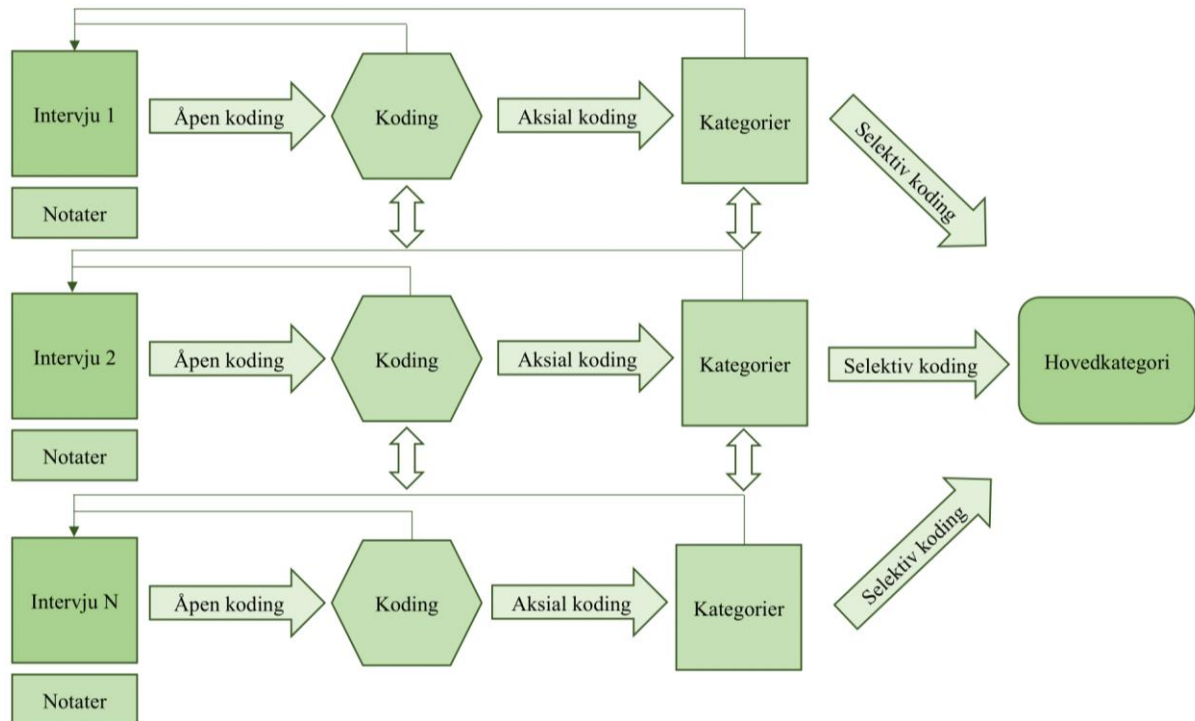 Intervju 1
Åpen koding
Koding
Aksial koding
Kategorier
Selektiv koding
Notater
Intervju 2
Åpen koding
Koding
Aksial koding
Kategorier
Selektiv koding
Hovedkategori
Notater
Intervju N
Åpen koding
Koding
Aksial koding
Kategorier
Selektiv koding
Notater